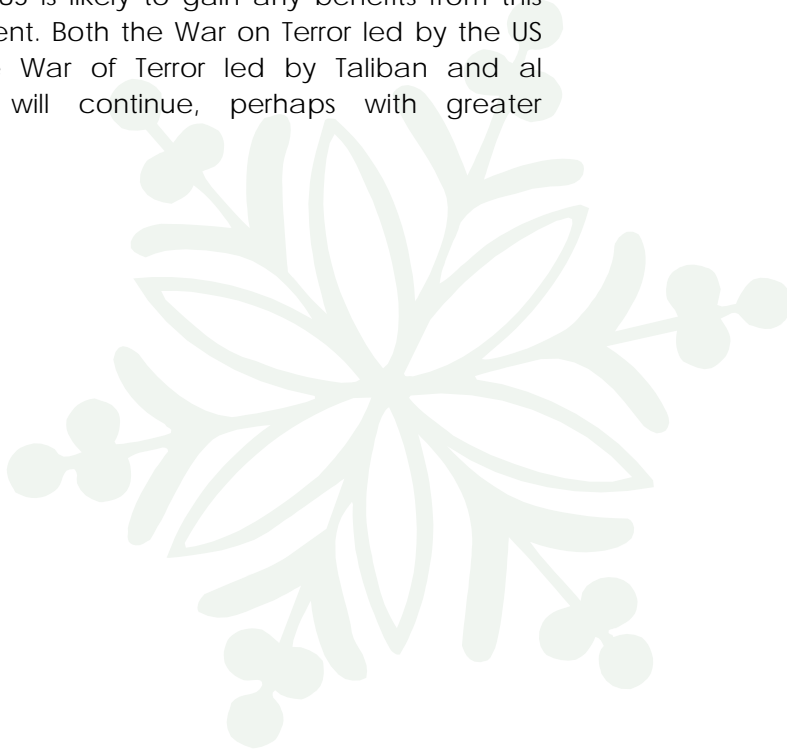 US is likely to gain any benefits from this
ent. Both the War on Terror led by the US
War of Terror led by Taliban and al
will continue, perhaps with greater